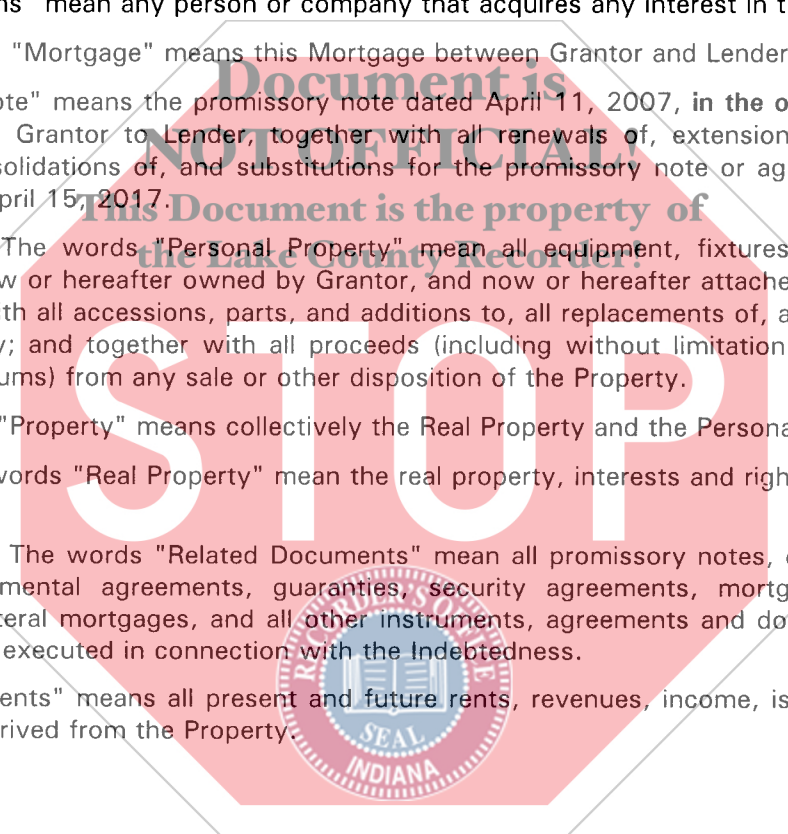 ns" mean any person or company that acquires any interest in t
"Mortgage" means this Mortgage between Grantor and Lender
Document is
ote" means the promissory note dated April 11, 2007, in the o
NOT OFFICIAL!
Grantor to Lender, together with all renewals of, extension
solidations of, and substitutions for the promissory note or ag
pril 15, 2017.
This Document is the property of
the Lake County Recorder!
The words "Personal Property" mean all equipment, fixtures
w or hereafter owned by Grantor, and now or hereafter attache
ith all accessions, parts, and additions to, all replacements of, a
y; and together with all proceeds (including without limitation
ums) from any sale or other disposition of the Property.
STOP
"Property" means collectively the Real Property and the Persona
words "Real Property" mean the real property, interests and righ
The words "Related Documents" mean all promissory notes,
mental agreements, guaranties, security agreements, mortg
teral mortgages, and all other instruments, agreements and do
executed in connection with the Indebtedness.
ents" means all present and future rents, revenues, income, is
rived from the Property.
RECORDER'S OFFICE
SEAL
INDIANA